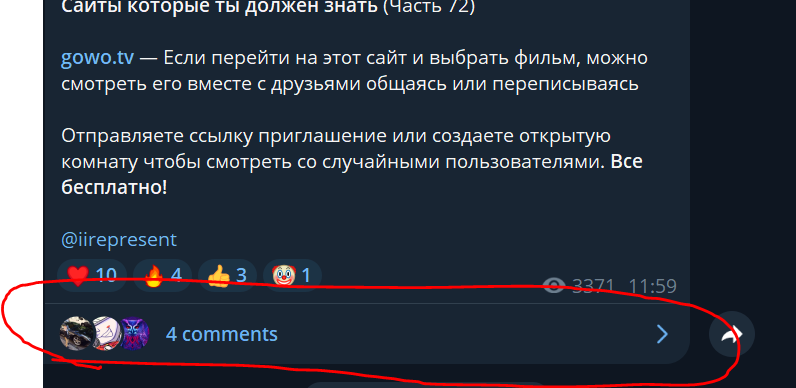 Сайты которые ты должен знать (Часть 72)
gowo.tv — Если перейти на этот сайт и выбрать фильм, можно
смотреть его вместе с друзьями общаясь или переписываясь
Отправляете ссылку приглашение или создаете открытую
комнату чтобы смотреть со случайными пользователями. Все
бесплатно!
@iirepresent
10 4 3 1
3371 11:59
4 comments